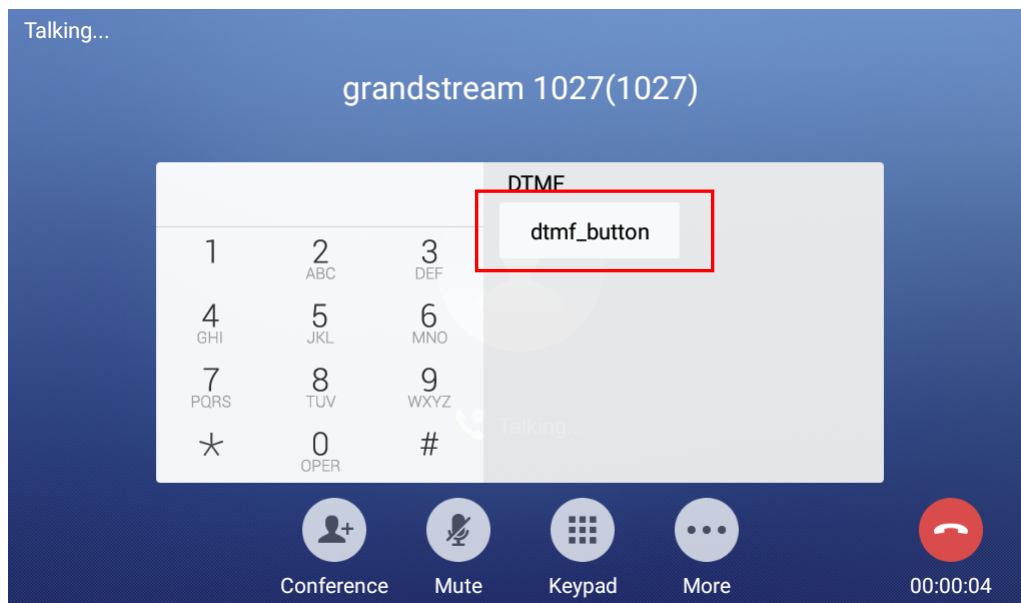 Talking...
grandstream 1027(1027)
DTMF
dtmf_button
1 2 3
ABC DEF
4 5 6
GHI JKL MNO
7 8 9
PQRS TUV WXYZ
* 0 #
OPER
Talking...
Conference Mute Keypad More 00:00:04